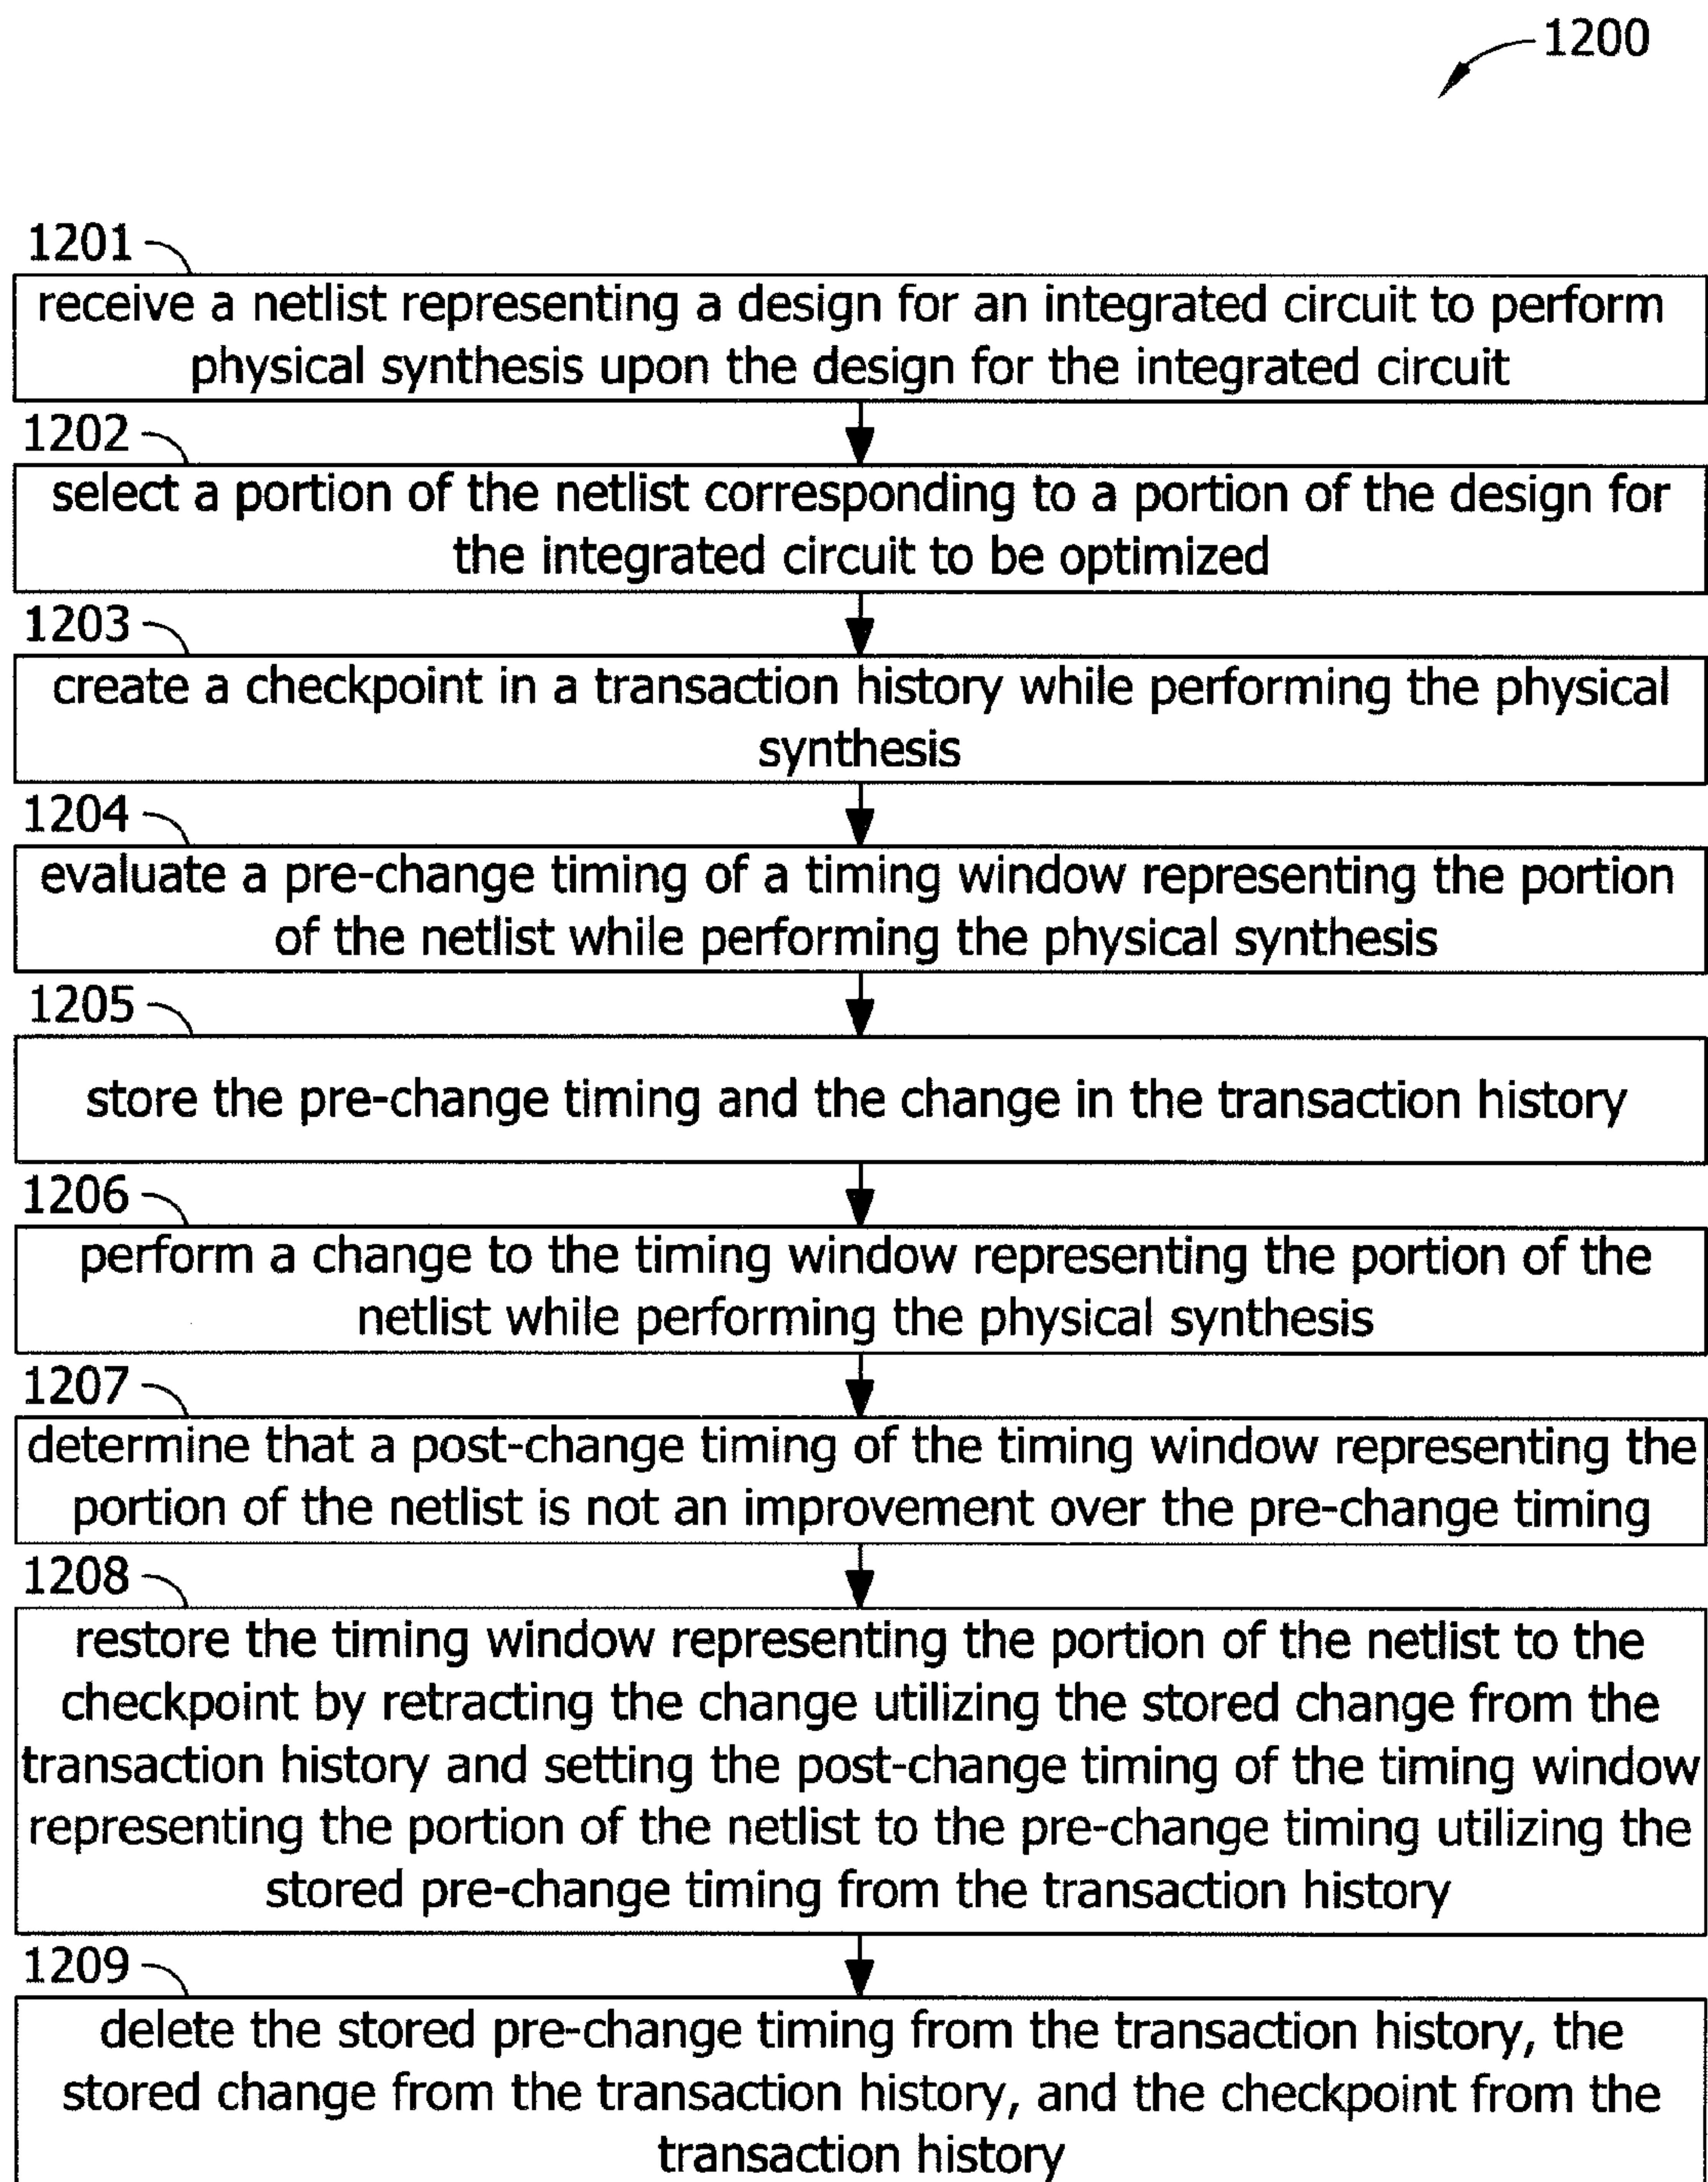 1200
1201
receive a netlist representing a design for an integrated circuit to perform
physical synthesis upon the design for the integrated circuit
1202
select a portion of the netlist corresponding to a portion of the design for
the integrated circuit to be optimized
1203
create a checkpoint in a transaction history while performing the physical
synthesis
1204
evaluate a pre-change timing of a timing window representing the portion
of the netlist while performing the physical synthesis
1205
store the pre-change timing and the change in the transaction history
1206
perform a change to the timing window representing the portion of the
netlist while performing the physical synthesis
1207
determine that a post-change timing of the timing window representing the
portion of the netlist is not an improvement over the pre-change timing
1208
restore the timing window representing the portion of the netlist to the
checkpoint by retracting the change utilizing the stored change from the
transaction history and setting the post-change timing of the timing window
representing the portion of the netlist to the pre-change timing utilizing the
stored pre-change timing from the transaction history
1209
delete the stored pre-change timing from the transaction history, the
stored change from the transaction history, and the checkpoint from the
transaction history